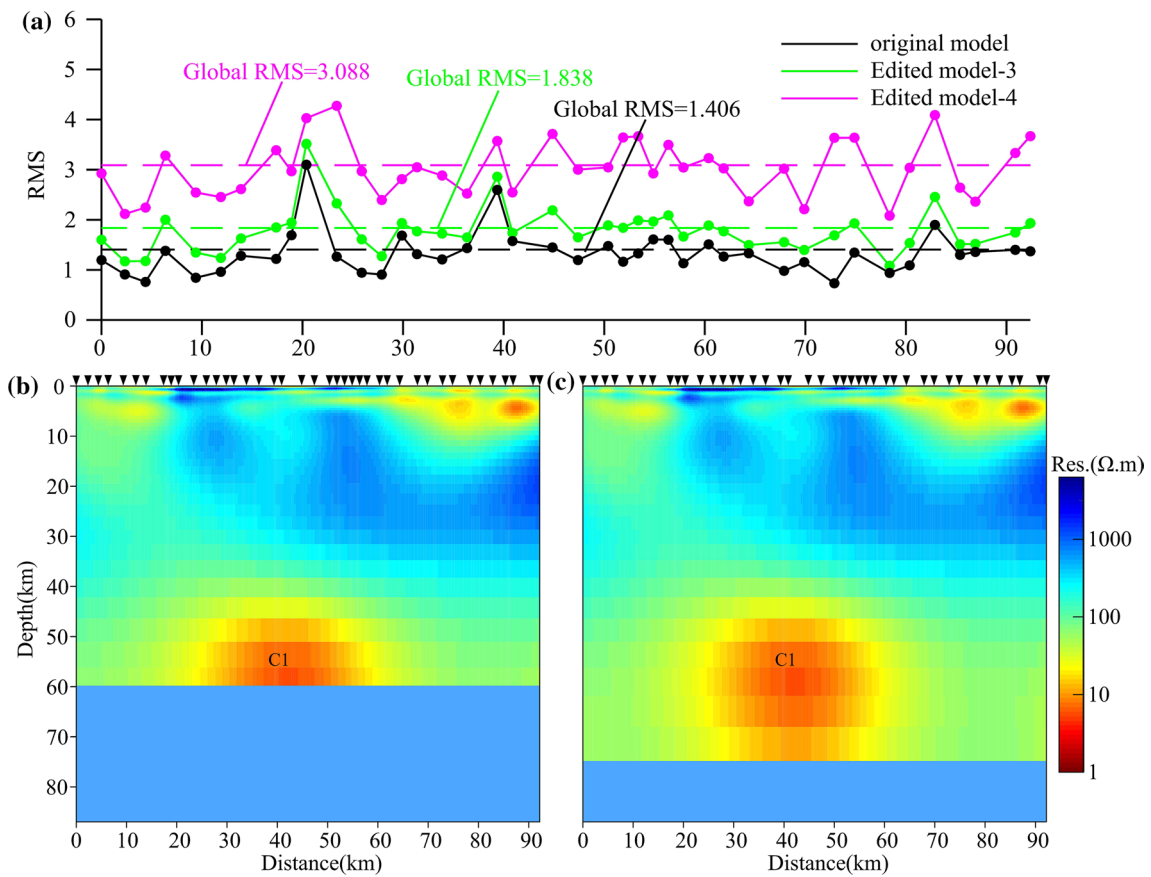 (a)
6
5
4
3
2
1
0
RMS
Global RMS=3.088
Global RMS=1.838
Global RMS=1.406
original model
Edited model-3
Edited model-4
0 10 20 30 40 50 60 70 80 90
(b)
0
10
20
30
40
50
60
70
80
Depth(km)
C1
0 10 20 30 40 50 60 70 80 90
Distance(km)
(c)
C1
0 10 20 30 40 50 60 70 80 90
Distance(km)
Res.(Ω.m)
1000
100
10
1